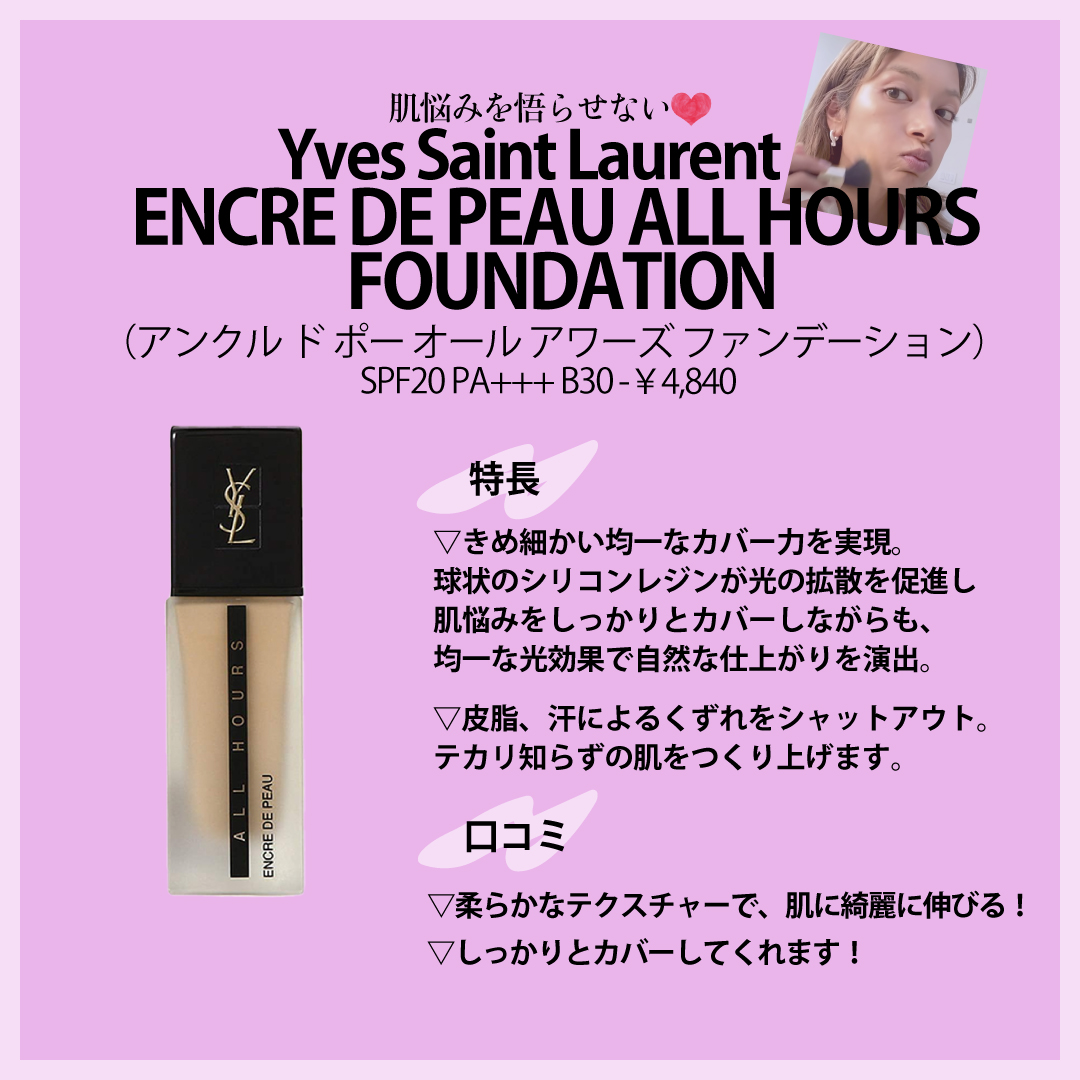 肌悩みを悟らせない
Yves Saint Laurent
ENCRE DE PEAU ALL HOURS
FOUNDATION
（アンクル ド ポー オール アワーズ ファンデーション）
SPF20 PA+++ B30 - ¥ 4,840
YSL
ALL HOURS
ENCRE DE PEAU
特長
▽きめ細かい均一なカバー力を実現。
球状のシリコンレジンが光の拡散を促進し
肌悩みをしっかりとカバーしながらも、
均一な光効果で自然な仕上がりを演出。
▽皮脂、汗によるくずれをシャットアウト。
テカリ知らずの肌をつくり上げます。
口コミ
▽柔らかなテクスチャーで、肌に綺麗に伸びる！
▽しっかりとカバーしてくれます！